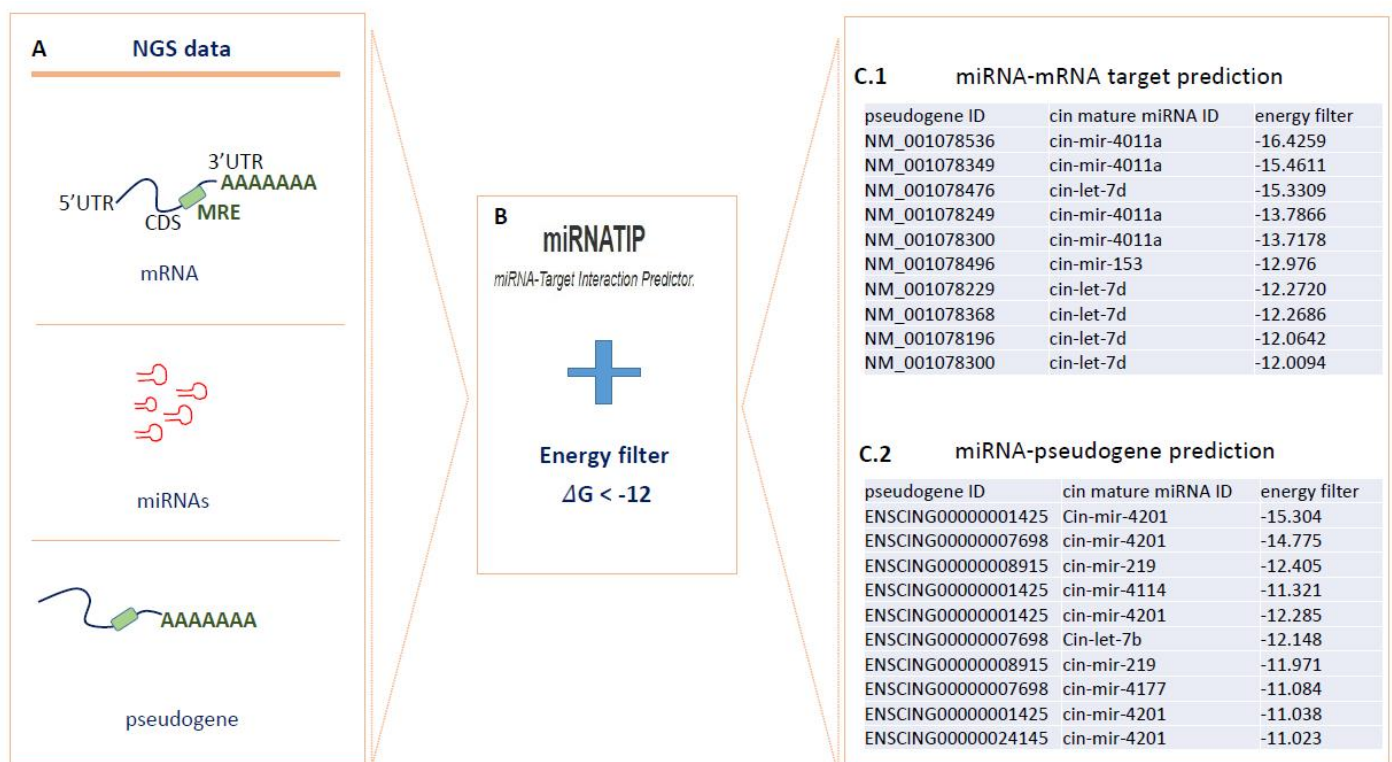 A NGS data
3'UTR
AAAAAAA
5'UTR
MRE
CDS
mRNA
miRNAs
AAAAAAA
pseudogene
B
miRNATIP
miRNA-Target Interaction Predictor.
Energy filter
ΔG < -12
C.1 miRNA-mRNA target prediction
pseudogene ID cin mature miRNA ID energy filter
NM_001078536 cin-mir-4011a -16.4259
NM_001078349 cin-mir-4011a -15.4611
NM_001078476 cin-let-7d -15.3309
NM_001078249 cin-mir-4011a -13.7866
NM_001078300 cin-mir-4011a -13.7178
NM_001078496 cin-mir-153 -12.976
NM_001078229 cin-let-7d -12.2720
NM_001078368 cin-let-7d -12.2686
NM_001078196 cin-let-7d -12.0642
NM_001078300 cin-let-7d -12.0094
C.2 miRNA-pseudogene prediction
pseudogene ID cin mature miRNA ID energy filter
ENSCING00000001425 Cin-mir-4201 -15.304
ENSCING00000007698 cin-mir-4201 -14.775
ENSCING00000008915 cin-mir-219 -12.405
ENSCING00000001425 cin-mir-4114 -11.321
ENSCING00000001425 cin-mir-4201 -12.285
ENSCING00000007698 Cin-let-7b -12.148
ENSCING00000008915 cin-mir-219 -11.971
ENSCING00000007698 cin-mir-4177 -11.084
ENSCING00000001425 cin-mir-4201 -11.038
ENSCING00000024145 cin-mir-4201 -11.023